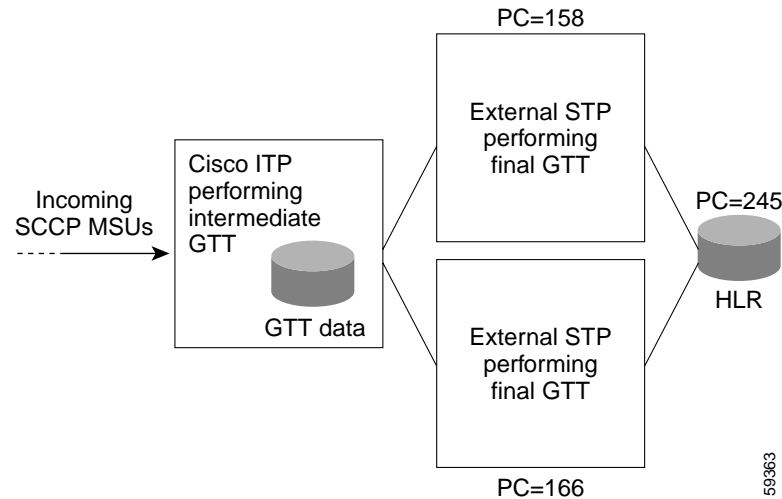 PC=158
External STP
performing
final GTT
Cisco ITP
performing
intermediate
GTT
GTT data
Incoming
SCCP MSUs
PC=245
HLR
External STP
performing
final GTT
PC=166
59363